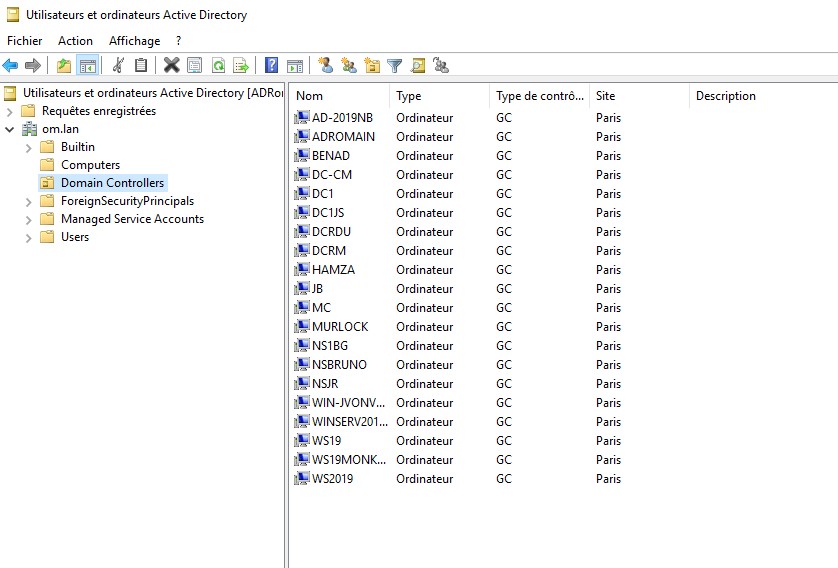 Utilisateurs et ordinateurs Active Directory
Fichier Action Affichage ?
Utilisateurs et ordinateurs Active Directory [ADRor
Requêtes enregistrées
om.lan
Builtin
Computers
Domain Controllers
ForeignSecurityPrincipals
Managed Service Accounts
Users
Nom Type Type de contrô... Site Description
AD-2019NB Ordinateur GC Paris
ADROMAIN Ordinateur GC Paris
BENAD Ordinateur GC Paris
DC-CM Ordinateur GC Paris
DC1 Ordinateur GC Paris
DC1JS Ordinateur GC Paris
DCRDU Ordinateur GC Paris
DCRM Ordinateur GC Paris
HAMZA Ordinateur GC Paris
JB Ordinateur GC Paris
MC Ordinateur GC Paris
MURLOCK Ordinateur GC Paris
NS1BG Ordinateur GC Paris
NSBRUNO Ordinateur GC Paris
NSJR Ordinateur GC Paris
WIN-JVONV... Ordinateur GC Paris
WINSERV201... Ordinateur GC Paris
WS19 Ordinateur GC Paris
WS19MONK... Ordinateur GC Paris
WS2019 Ordinateur GC Paris